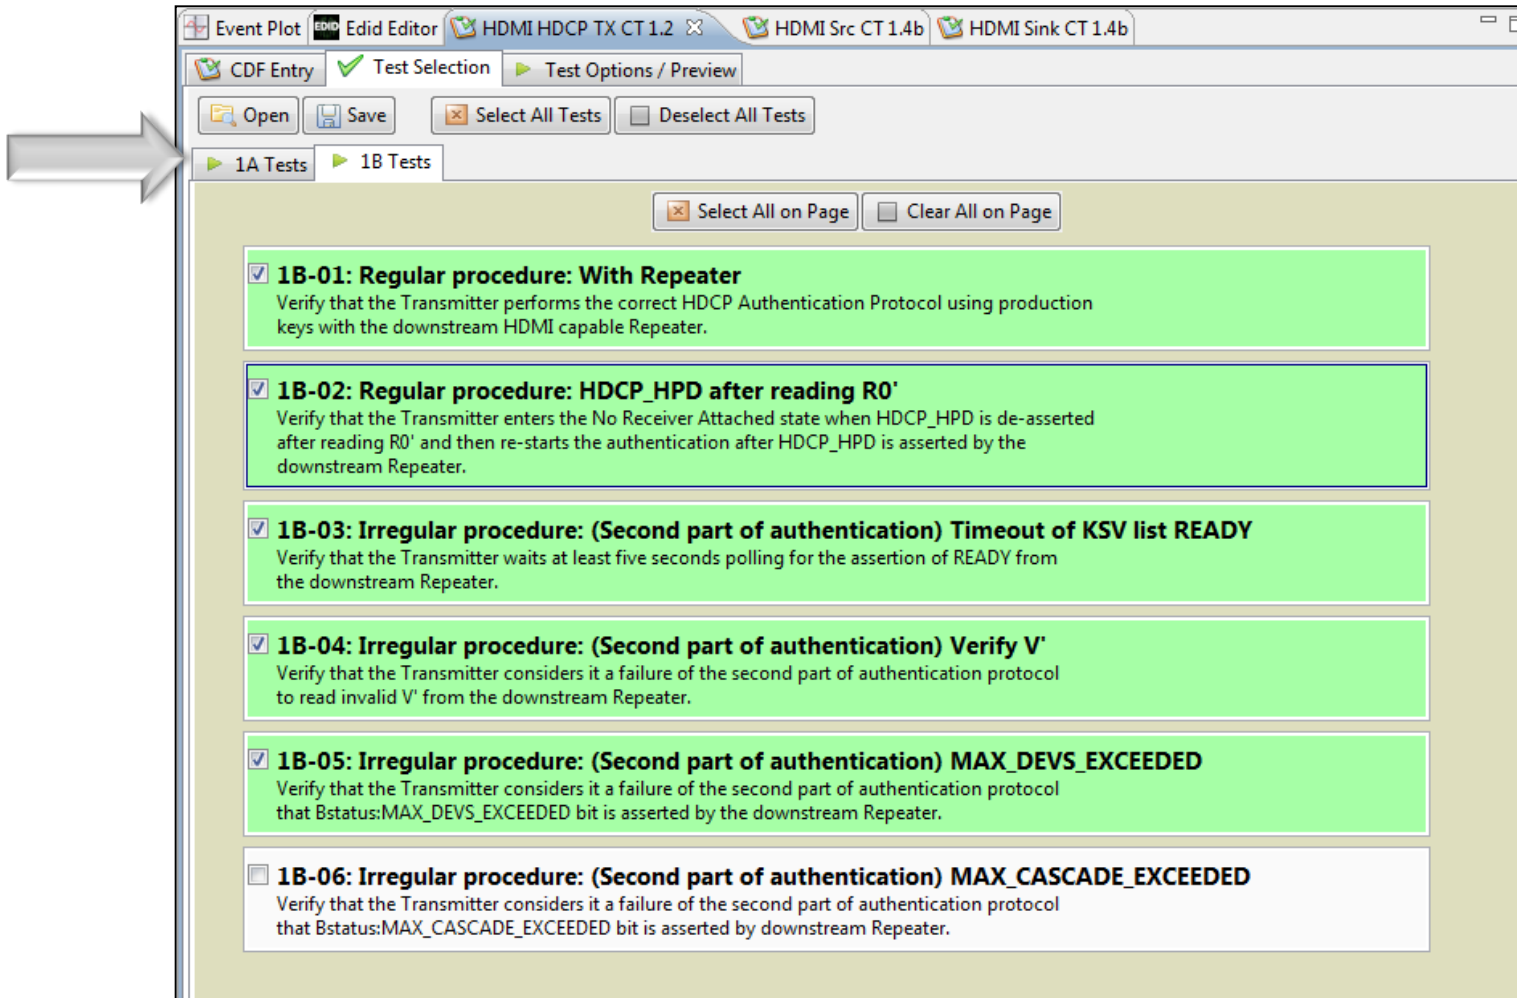 Event Plot EDID Edid Editor HDMI HDCP TX CT 1.2 HDMI Src CT 1.4b HDMI Sink CT 1.4b
CDF Entry Test Selection Test Options / Preview
Open Save Select All Tests Deselect All Tests
1A Tests 1B Tests
Select All on Page Clear All on Page
1B-01: Regular procedure: With Repeater
Verify that the Transmitter performs the correct HDCP Authentication Protocol using production
keys with the downstream HDMI capable Repeater.
1B-02: Regular procedure: HDCP_HPD after reading R0'
Verify that the Transmitter enters the No Receiver Attached state when HDCP_HPD is de-asserted
after reading R0' and then re-starts the authentication after HDCP_HPD is asserted by the
downstream Repeater.
1B-03: Irregular procedure: (Second part of authentication) Timeout of KSV list READY
Verify that the Transmitter waits at least five seconds polling for the assertion of READY from
the downstream Repeater.
1B-04: Irregular procedure: (Second part of authentication) Verify V'
Verify that the Transmitter considers it a failure of the second part of authentication protocol
to read invalid V' from the downstream Repeater.
1B-05: Irregular procedure: (Second part of authentication) MAX_DEVS_EXCEEDED
Verify that the Transmitter considers it a failure of the second part of authentication protocol
that Bstatus:MAX_DEVS_EXCEEDED bit is asserted by the downstream Repeater.
1B-06: Irregular procedure: (Second part of authentication) MAX_CASCADE_EXCEEDED
Verify that the Transmitter considers it a failure of the second part of authentication protocol
that Bstatus:MAX_CASCADE_EXCEEDED bit is asserted by downstream Repeater.